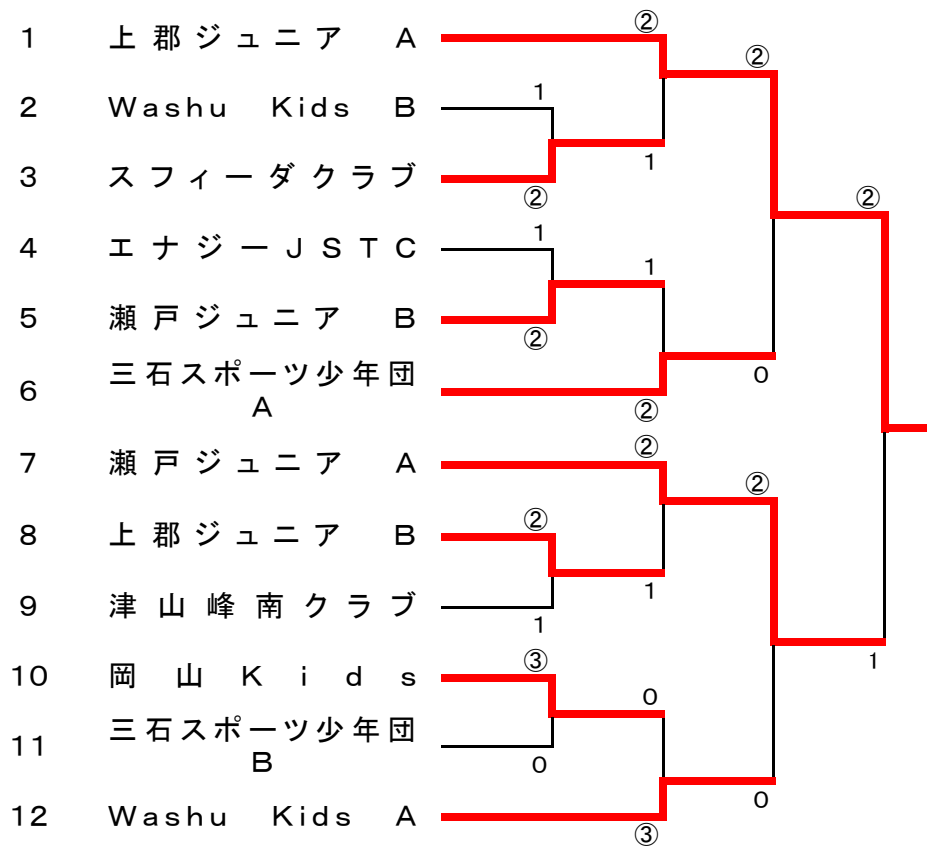 1 上郡ジュニア A ② ②
2 Washu Kids B 1
3 スフィーダクラブ ② 1 ②
4 エナジーJSTC 1 1
5 瀬戸ジュニア B ②
6 三石スポーツ少年団 A ② 0
7 瀬戸ジュニア A ② ②
8 上郡ジュニア B ② 1
9 津山峰南クラブ 1 1
10 岡山Kids ③ 0
11 三石スポーツ少年団 B 0 0
12 Washu Kids A ③